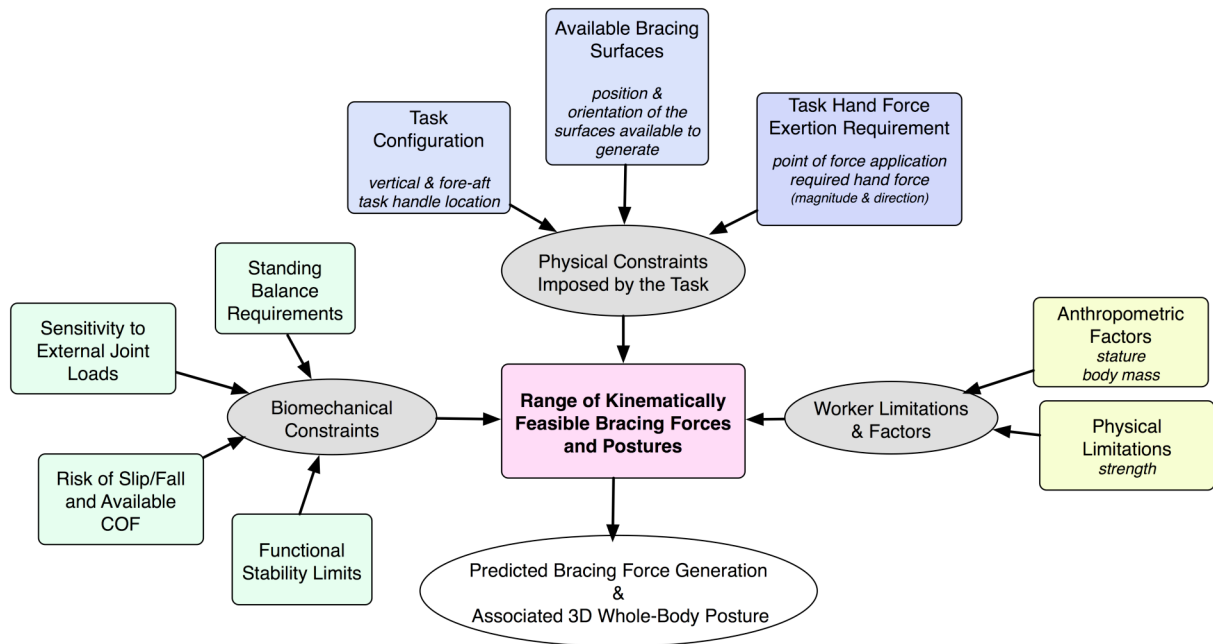 Available Bracing
Surfaces
position &
orientation of the
surfaces available to
generate
Task
Configuration
vertical & fore-aft
task handle location
Task Hand Force
Exertion Requirement
point of force application
required hand force
(magnitude & direction)
Physical Constraints
Imposed by the Task
Standing
Balance
Requirements
Sensitivity to
External Joint
Loads
Biomechanical
Constraints
Risk of Slip/Fall
and Available
COF
Functional
Stability Limits
Range of Kinematically
Feasible Bracing Forces
and Postures
Anthropometric
Factors
stature
body mass
Worker Limitations
& Factors
Physical
Limitations
strength
Predicted Bracing Force Generation
&
Associated 3D Whole-Body Posture